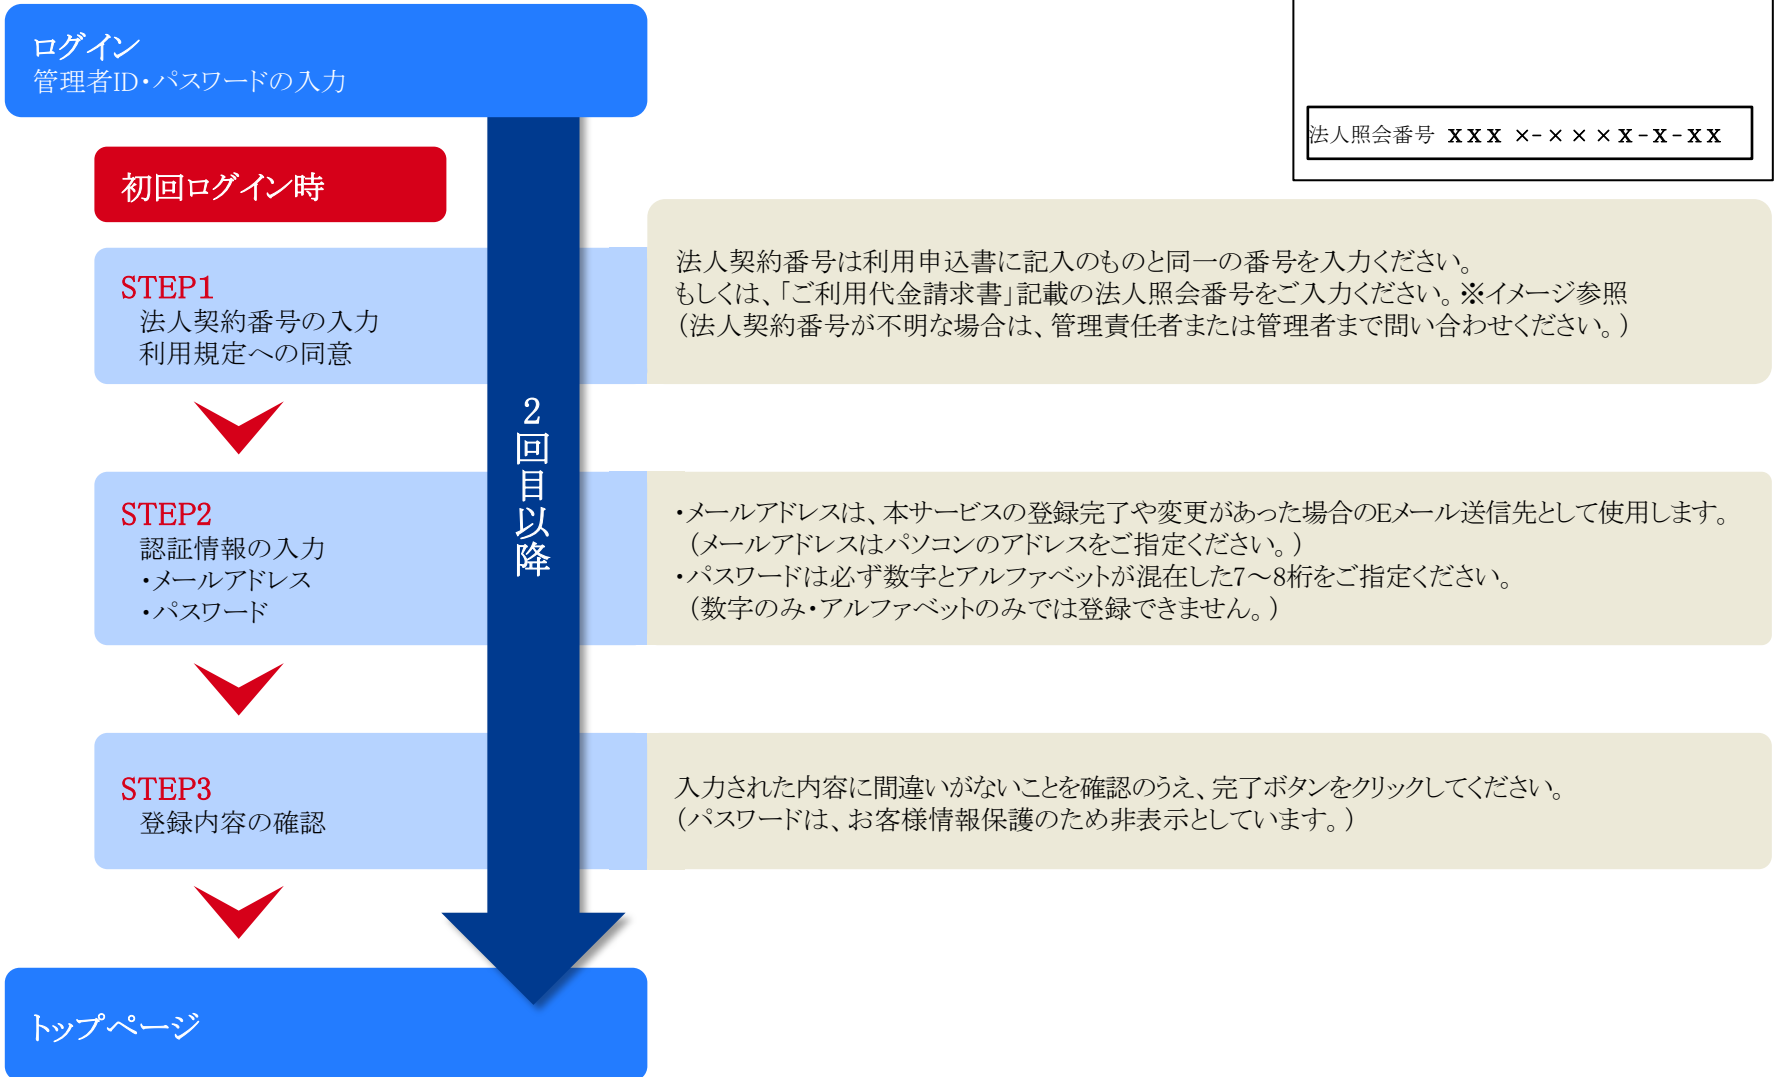 ログイン
管理者ID・パスワードの入力
法人照会番号 xxx ×-×××x-x-xx
初回ログイン時
STEP1
法人契約番号の入力
利用規定への同意
法人契約番号は利用申込書に記入のものと同一の番号を入力ください。
もしくは、「ご利用代金請求書」記載の法人照会番号をご入力ください。※イメージ参照
（法人契約番号が不明な場合は、管理責任者または管理者まで問い合わせください。）
2回目以降
STEP2
認証情報の入力
・メールアドレス
・パスワード
・メールアドレスは、本サービスの登録完了や変更があった場合のEメール送信先として使用します。
（メールアドレスはパソコンのアドレスをご指定ください。）
・パスワードは必ず数字とアルファベットが混在した7～8桁をご指定ください。
（数字のみ・アルファベットのみでは登録できません。）
STEP3
登録内容の確認
入力された内容に間違いがないことを確認のうえ、完了ボタンをクリックしてください。
（パスワードは、お客様情報保護のため非表示としています。）
トップページ